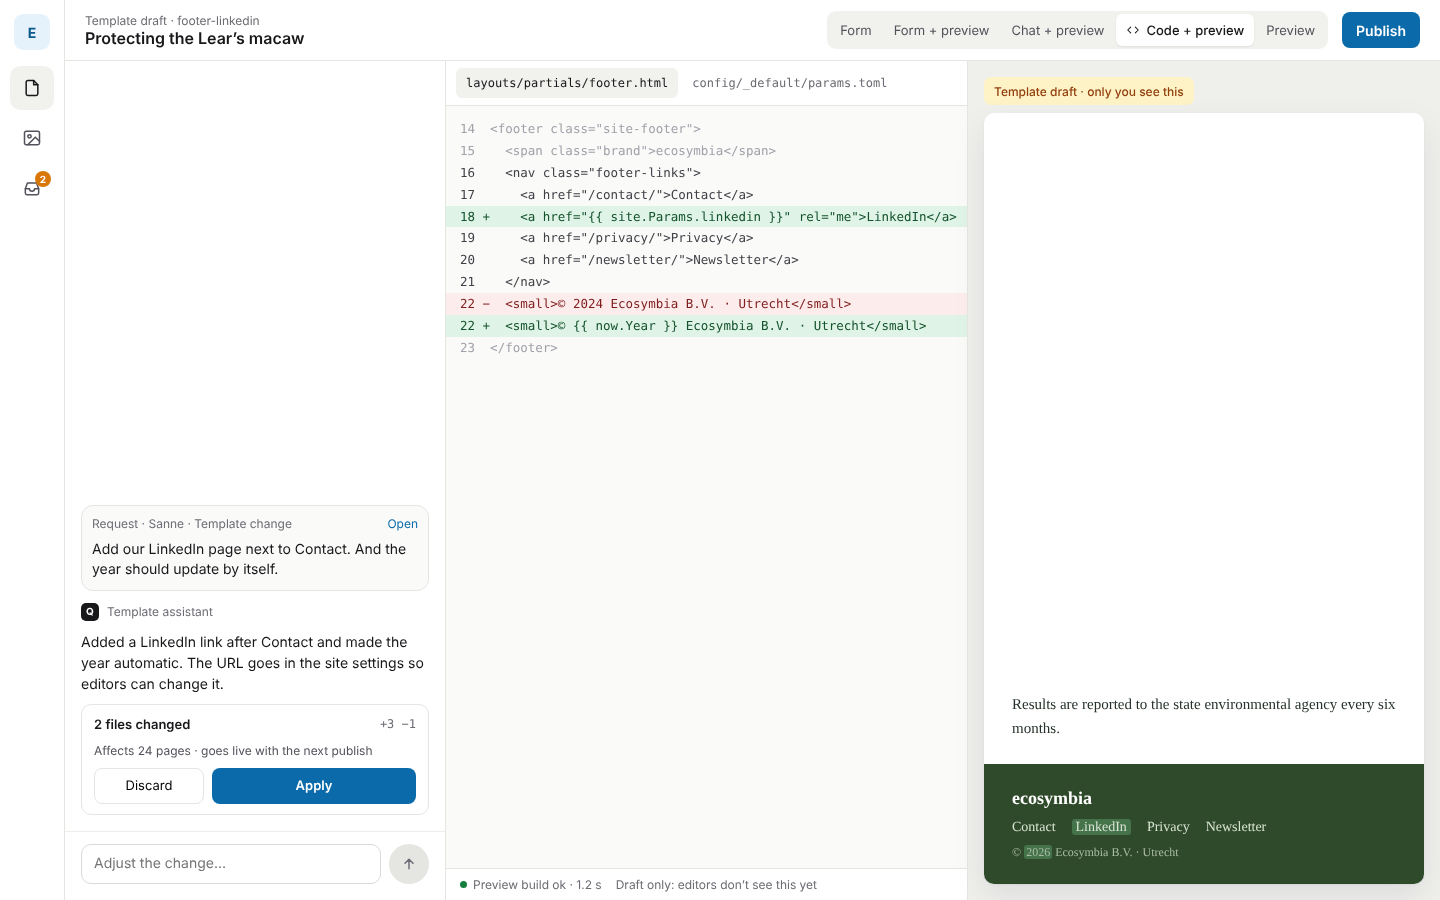 E
Template draft · footer-linkedin
Protecting the Lear’s macaw
Form
Form + preview
Chat + preview
Code + preview
Preview
Publish
2
Request · Sanne · Template change
Open
Add our LinkedIn page next to Contact. And the
year should update by itself.
Q
Template assistant
Added a LinkedIn link after Contact and made the
year automatic. The URL goes in the site settings so
editors can change it.
2 files changed
+3 −1
Affects 24 pages · goes live with the next publish
Discard
Apply
Adjust the change...
layouts/partials/footer.html
config/_default/params.toml
14 <footer class="site-footer">
15 <span class="brand">ecosymbia</span>
16 <nav class="footer-links">
17 <a href="/contact/">Contact</a>
18 + <a href="{{ site.Params.linkedin }}" rel="me">LinkedIn</a>
19 <a href="/privacy/">Privacy</a>
20 <a href="/newsletter/">Newsletter</a>
21 </nav>
22 − <small>© 2024 Ecosymbia B.V. · Utrecht</small>
22 + <small>© {{ now.Year }} Ecosymbia B.V. · Utrecht</small>
23 </footer>
Preview build ok · 1.2 s
Draft only: editors don’t see this yet
Template draft · only you see this
Results are reported to the state environmental agency every six
months.
ecosymbia
Contact LinkedIn Privacy Newsletter
© 2026 Ecosymbia B.V. · Utrecht